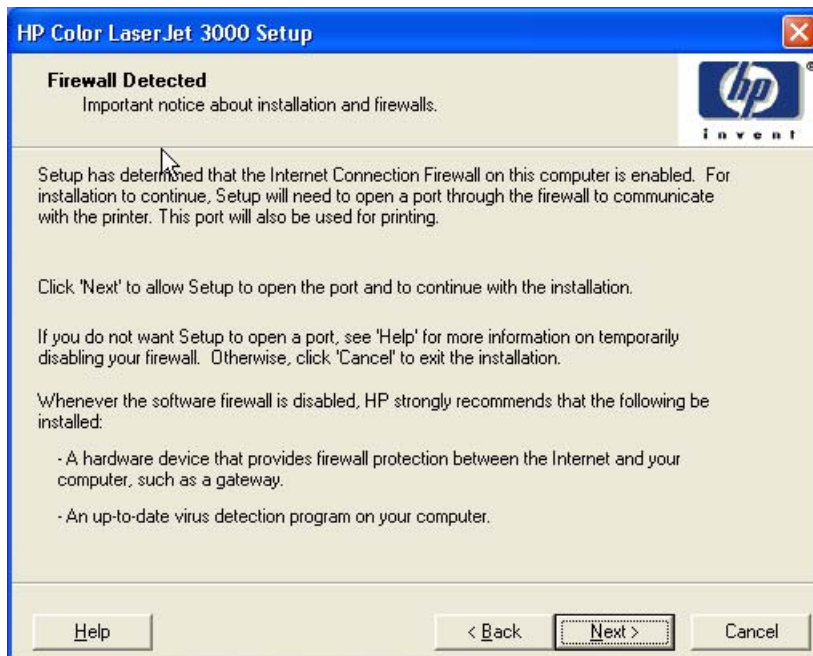 HP Color LaserJet 3000 Setup
Firewall Detected
Important notice about installation and firewalls.
hp
®
invent
Setup has determined that the Internet Connection Firewall on this computer is enabled.  For
installation to continue, Setup will need to open a port through the firewall to communicate
with the printer. This port will also be used for printing.
Click 'Next' to allow Setup to open the port and to continue with the installation.
If you do not want Setup to open a port, see 'Help' for more information on temporarily
disabling your firewall.  Otherwise, click 'Cancel' to exit the installation.
Whenever the software firewall is disabled, HP strongly recommends that the following be
installed:
- A hardware device that provides firewall protection between the Internet and your
computer, such as a gateway.
- An up-to-date virus detection program on your computer.
Help
< Back
Next >
Cancel